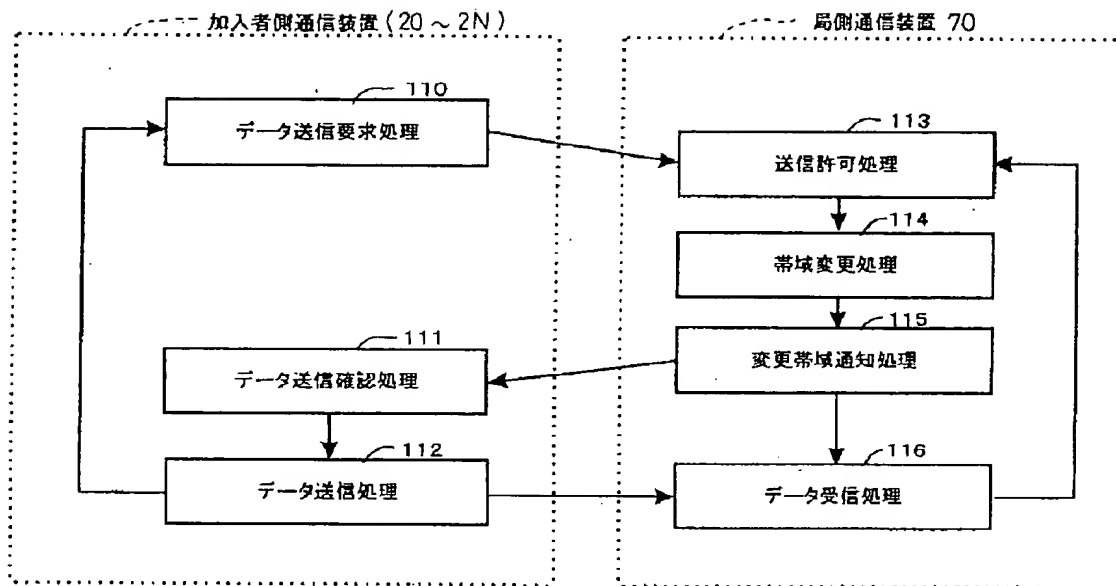 加入者側通信装置(20～2N)
110
データ送信要求処理
111
データ送信確認処理
112
データ送信処理
局側通信装置 70
113
送信許可処理
114
帯域変更処理
115
変更帯域通知処理
116
データ受信処理